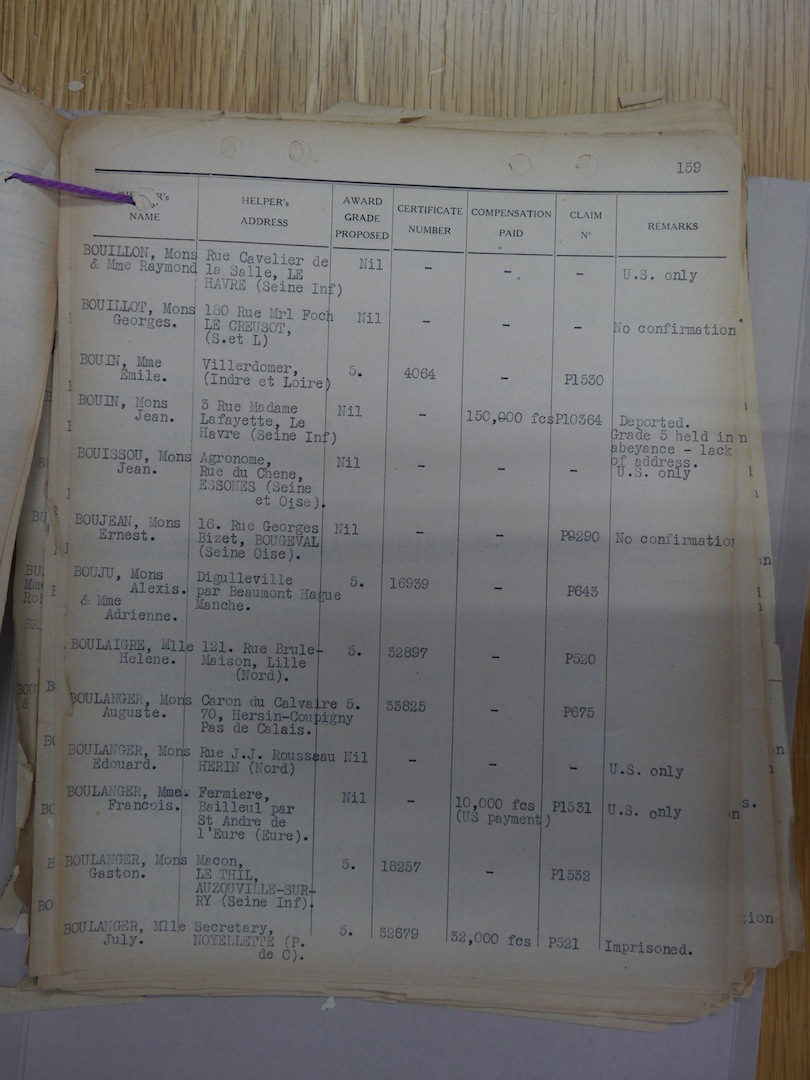 159
NAME
HELPER's
ADDRESS
AWARD
GRADE
PROPOSED
CERTIFICATE
NUMBER
COMPENSATION
PAID
CLAIM
Nº
REMARKS
BOUILLON, Mons Rue Cavelier de Nil - - - U.S. only
& Mme Raymond la Salle, LE
HAVRE (Seine Inf)
BOUILLOT, Mons 180 Rue Mrl Foch Nil - - - No confirmation
Georges. LE CREUSOT,
(S.et L)
BOUIN, Mme Villerdomer, 5. 4064 - P1530
Emile. (Indre et Loire)
BOUIN, Mons 3 Rue Madame Nil - 150,000 fcs P10364 Deported.
Jean. Lafayette, Le Grade 5 held in
Havre (Seine Inf) abeyance - lack
of address.
BOUISSOU, Mons Agronome, Nil - - - U.S. only
Jean. Rue du Chene,
ESSONES (Seine
et Oise).
BOUJEAN, Mons 16. Rue Georges Nil - - P8290 No confirmation
Ernest. Bizet, BOUGEVAL
(Seine Oise).
BOUJU, Mons Digulleville 5. 16939 - P643
Alexis. par Beaumont Hague
& Mme Manche.
Adrienne.
BOULAIGRE, Mlle 121. Rue Brule- 5. 32897 - P520
Helene. Maison, Lille
(Nord).
BOULANGER, Mons Caron du Calvaire 5. 33825 - P675
Auguste. 70, Hersin-Coupigny
Pas de Calais.
BOULANGER, Mons Rue J.J. Rousseau Nil - - - U.S. only
Edouard. HERIN (Nord)
BOULANGER, Mme. Fermiere, Nil - 10,000 fcs P1531 U.S. only
Francois. Bailleul par (US payment)
St Andre de
l'Eure (Eure).
BOULANGER, Mons Macon, 5. 18257 - P1532
Gaston. LE THIL,
AUZOUVILLE-SUR-
RY (Seine Inf).
BOULANGER, Mlle Secretary, 5. 32679 32,000 fcs P521 Imprisoned.
July. NOYELLETTE (P.
de C).